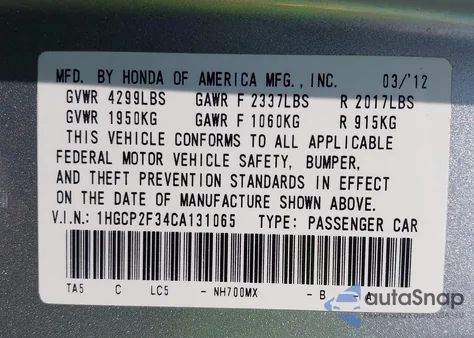 MFD. BY HONDA OF AMERICA MFG., INC. 03/'12
GVWR 4299LBS GAWR F 2337LBS R 2017LBS
GVWR 1950KG GAWR F 1060KG R 915KG
THIS VEHICLE CONFORMS TO ALL APPLICABLE
FEDERAL MOTOR VEHICLE SAFETY, BUMPER,
AND THEFT PREVENTION STANDARDS IN EFFECT
ON THE DATE OF MANUFACTURE SHOWN ABOVE.
V.I.N.: 1HGCP2F34CA131065 TYPE: PASSENGER CAR
TA5 C LC5 - NH700MX -B -A
autoSnap